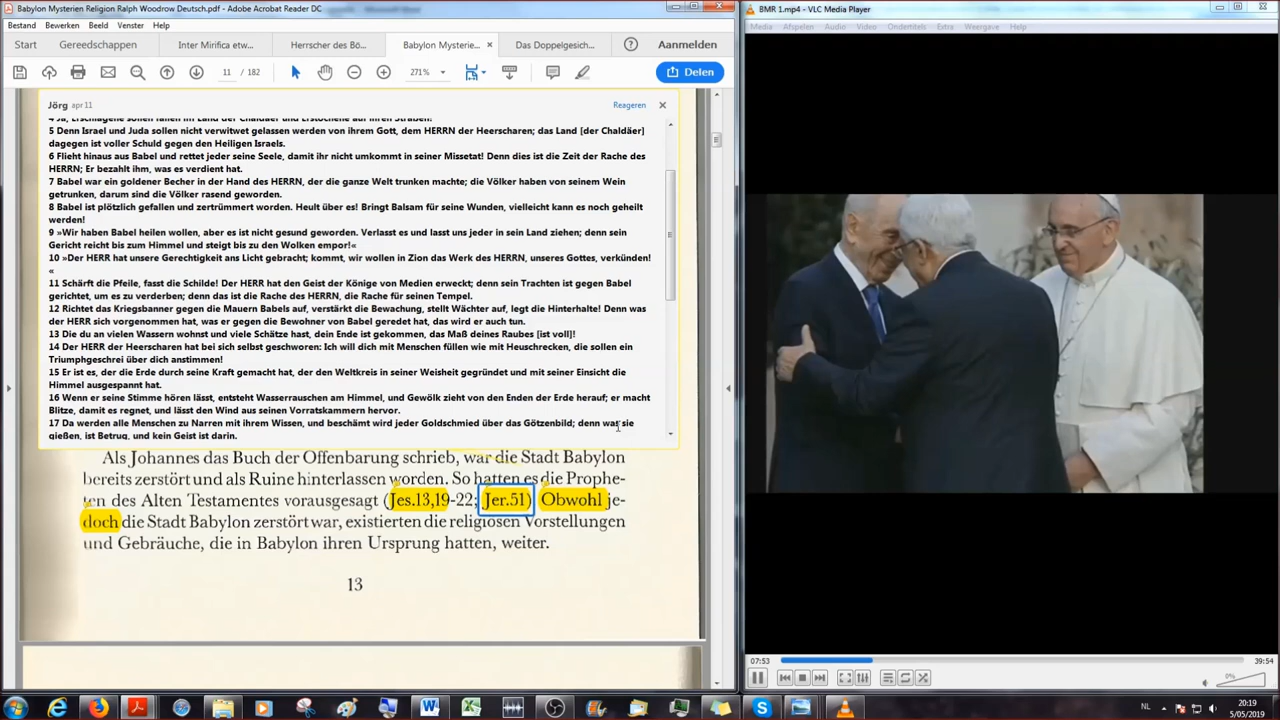 Babylon Mysterien Religion Ralph Woodrow Deutsch.pdf - Adobe Acrobat Reader DC
Bestand Bewerken Beeld Venster Help
Start Gereedschappen Inter Mirifica etw... Herrscher des Bö... Babylon Mysterie... × Das Doppelgesich... Aanmelden
11 / 182 271% Delen
Jörg apr 11 Reageren
4 Ja, Erschlagene sollen fallen im Land der Chaldäer und Erstochene auf ihren Straßen!
5 Denn Israel und Juda sollen nicht verwitwet gelassen werden von ihrem Gott, dem HERRN der Heerscharen; das Land [der Chaldäer]
dagegen ist voller Schuld gegen den Heiligen Israels.
6 Flieht hinaus aus Babel und rettet jeder seine Seele, damit ihr nicht umkommt in seiner Missetat! Denn dies ist die Zeit der Rache des
HERRN; Er bezahlt ihm, was es verdient hat.
7 Babel war ein goldener Becher in der Hand des HERRN, der die ganze Welt trunken machte; die Völker haben von seinem Wein
getrunken, darum sind die Völker rasend geworden.
8 Babel ist plötzlich gefallen und zertrümmert worden. Heult über es! Bringt Balsam für seine Wunden, vielleicht kann es noch geheilt
werden!
9 »Wir haben Babel heilen wollen, aber es ist nicht gesund geworden. Verlasst es und lasst uns jeder in sein Land ziehen; denn sein
Gericht reicht bis zum Himmel und steigt bis zu den Wolken empor!«
10 »Der HERR hat unsere Gerechtigkeit ans Licht gebracht; kommt, wir wollen in Zion das Werk des HERRN, unseres Gottes, verkünden!
«
11 Schärft die Pfeile, fasst die Schilde! Der HERR hat den Geist der Könige von Medien erweckt; denn sein Trachten ist gegen Babel
gerichtet, um es zu verderben; denn das ist die Rache des HERRN, die Rache für seinen Tempel.
12 Richtet das Kriegsbanner gegen die Mauern Babels auf, verstärkt die Bewachung, stellt Wächter auf, legt die Hinterhalte! Denn was
der HERR sich vorgenommen hat, was er gegen die Bewohner von Babel geredet hat, das wird er auch tun.
13 Die du an vielen Wassern wohnst und viele Schätze hast, dein Ende ist gekommen, das Maß deines Raubes [ist voll]!
14 Der HERR der Heerscharen hat bei sich selbst geschworen: Ich will dich mit Menschen füllen wie mit Heuschrecken, die sollen ein
Triumphgeschrei über dich anstimmen!
15 Er ist es, der die Erde durch seine Kraft gemacht hat, der den Weltkreis in seiner Weisheit gegründet und mit seiner Einsicht die
Himmel ausgespannt hat.
16 Wenn er seine Stimme hören lässt, entsteht Wasserrauschen am Himmel, und Gewölk zieht von den Enden der Erde herauf; er macht
Blitze, damit es regnet, und lässt den Wind aus seinen Vorratskammern hervor.
17 Da werden alle Menschen zu Narren mit ihrem Wissen, und beschämt wird jeder Goldschmied über das Götzenbild; denn was sie
gießen, ist Betrug, und kein Geist ist darin.
Als Johannes das Buch der Offenbarung schrieb, war die Stadt Babylon
bereits zerstört und als Ruine hinterlassen worden. So hatten es die Prophe-
ten des Alten Testamentes vorausgesagt (Jes.13,19-22; Jer.51) Obwohl je-
doch die Stadt Babylon zerstört war, existierten die religiösen Vorstellungen
und Gebräuche, die in Babylon ihren Ursprung hatten, weiter.
13
BMR 1.mp4 - VLC Media Player
Media Afspelen Audio Video Ondertitels Extra Weergave Help
07:53 39:54
0%
NL 20:19
5/05/2019